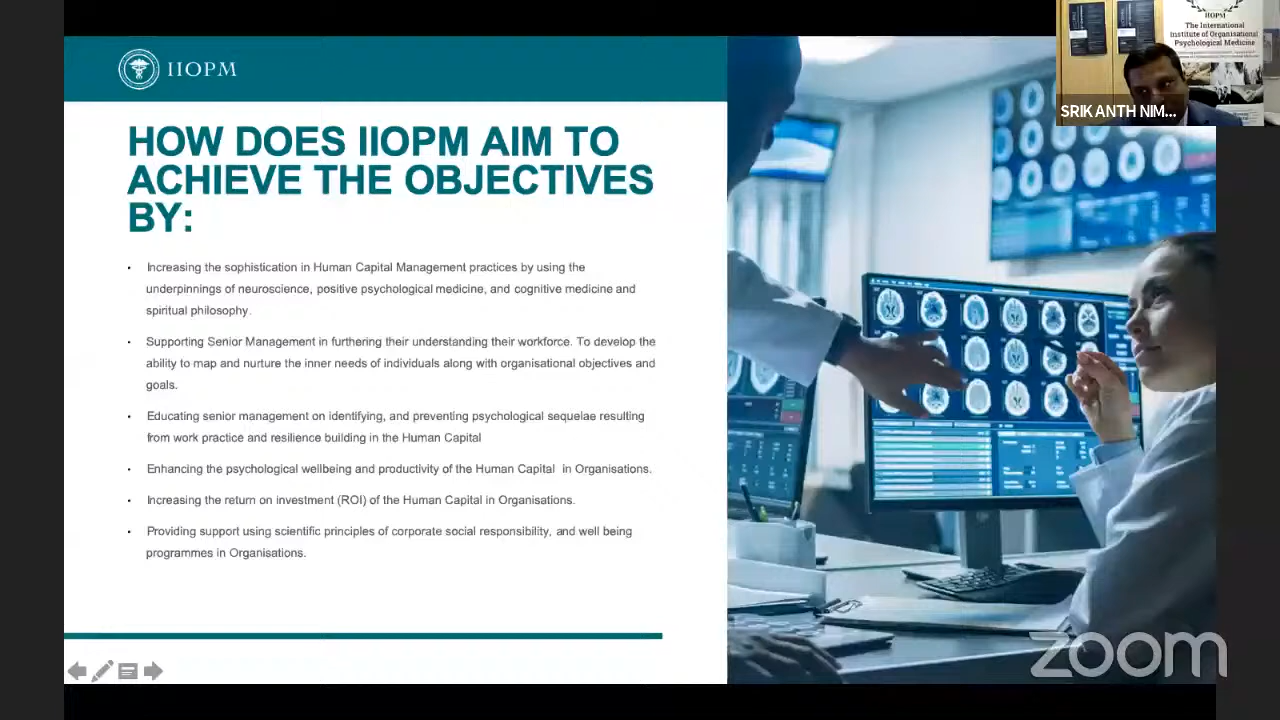 IIOPM
HOW DOES IIOPM AIM TO
ACHIEVE THE OBJECTIVES
BY:
• Increasing the sophistication in Human Capital Management practices by using the
underpinnings of neuroscience, positive psychological medicine, and cognitive medicine and
spiritual philosophy.
• Supporting Senior Management in furthering their understanding their workforce. To develop the
ability to map and nurture the inner needs of individuals along with organisational objectives and
goals.
• Educating senior management on identifying, and preventing psychological sequelae resulting
from work practice and resilience building in the Human Capital
• Enhancing the psychological wellbeing and productivity of the Human Capital in Organisations.
• Increasing the return on investment (ROI) of the Human Capital in Organisations.
• Providing support using scientific principles of corporate social responsibility, and well being
programmes in Organisations.
IIOPM
The International
Institute of Organisational
Psychological Medicine
SRIKANTH NIM...
zoom